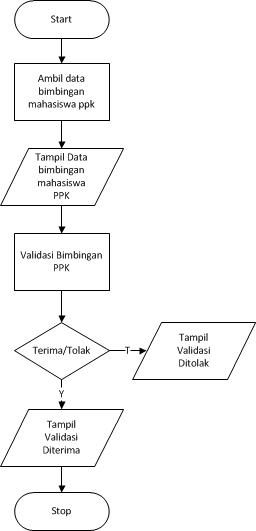 Start
Ambil data
bimbingan
mahasiswa ppk
Tampil Data
bimbingan
mahasiswa
PPK
Validasi Bimbingan
PPK
Terima/Tolak
T
Tampil
Validasi
Ditolak
Y
Tampil
Validasi
Diterima
Stop